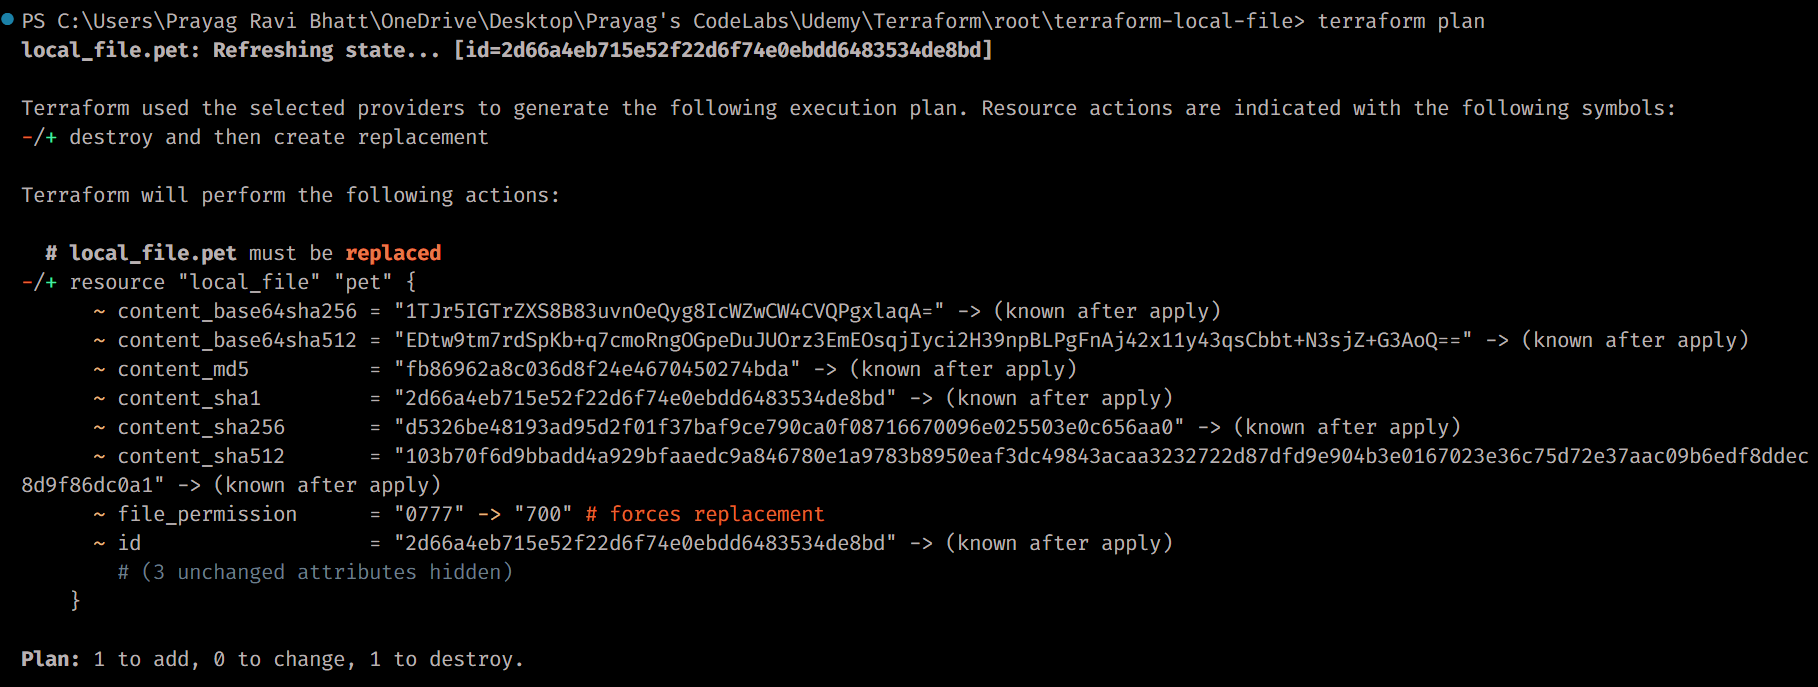 PS C:\Users\Prayag Ravi Bhatt\OneDrive\Desktop\Prayag's CodeLabs\Udemy\Terraform\root\terraform-local-file> terraform plan
local_file.pet: Refreshing state... [id=2d66a4eb715e52f22d6f74e0ebdd6483534de8bd]
Terraform used the selected providers to generate the following execution plan. Resource actions are indicated with the following symbols:
-/+ destroy and then create replacement
Terraform will perform the following actions:
# local_file.pet must be replaced
-/+ resource "local_file" "pet" {
~ content_base64sha256 = "1TJr5IGTrZXS8B83uvnOeQyg8IcWZwCW4CVQPgxlaqA=" -> (known after apply)
~ content_base64sha512 = "EDtw9tm7rdSpKb+q7cmoRngOGpeDuJUOrz3EmEOsqjIyci2H39npBLPgFnAj42x11y43qsCbbt+N3sjZ+G3AoQ==" -> (known after apply)
~ content_md5 = "fb86962a8c036d8f24e4670450274bda" -> (known after apply)
~ content_sha1 = "2d66a4eb715e52f22d6f74e0ebdd6483534de8bd" -> (known after apply)
~ content_sha256 = "d5326be48193ad95d2f01f37baf9ce790ca0f08716670096e025503e0c656aa0" -> (known after apply)
~ content_sha512 = "103b70f6d9bbadd4a929bfaaedc9a846780e1a9783b8950eaf3dc49843acaa3232722d87dfd9e904b3e0167023e36c75d72e37aac09b6edf8ddec
8d9f86dc0a1" -> (known after apply)
~ file_permission = "0777" -> "700" # forces replacement
~ id = "2d66a4eb715e52f22d6f74e0ebdd6483534de8bd" -> (known after apply)
# (3 unchanged attributes hidden)
}
Plan: 1 to add, 0 to change, 1 to destroy.